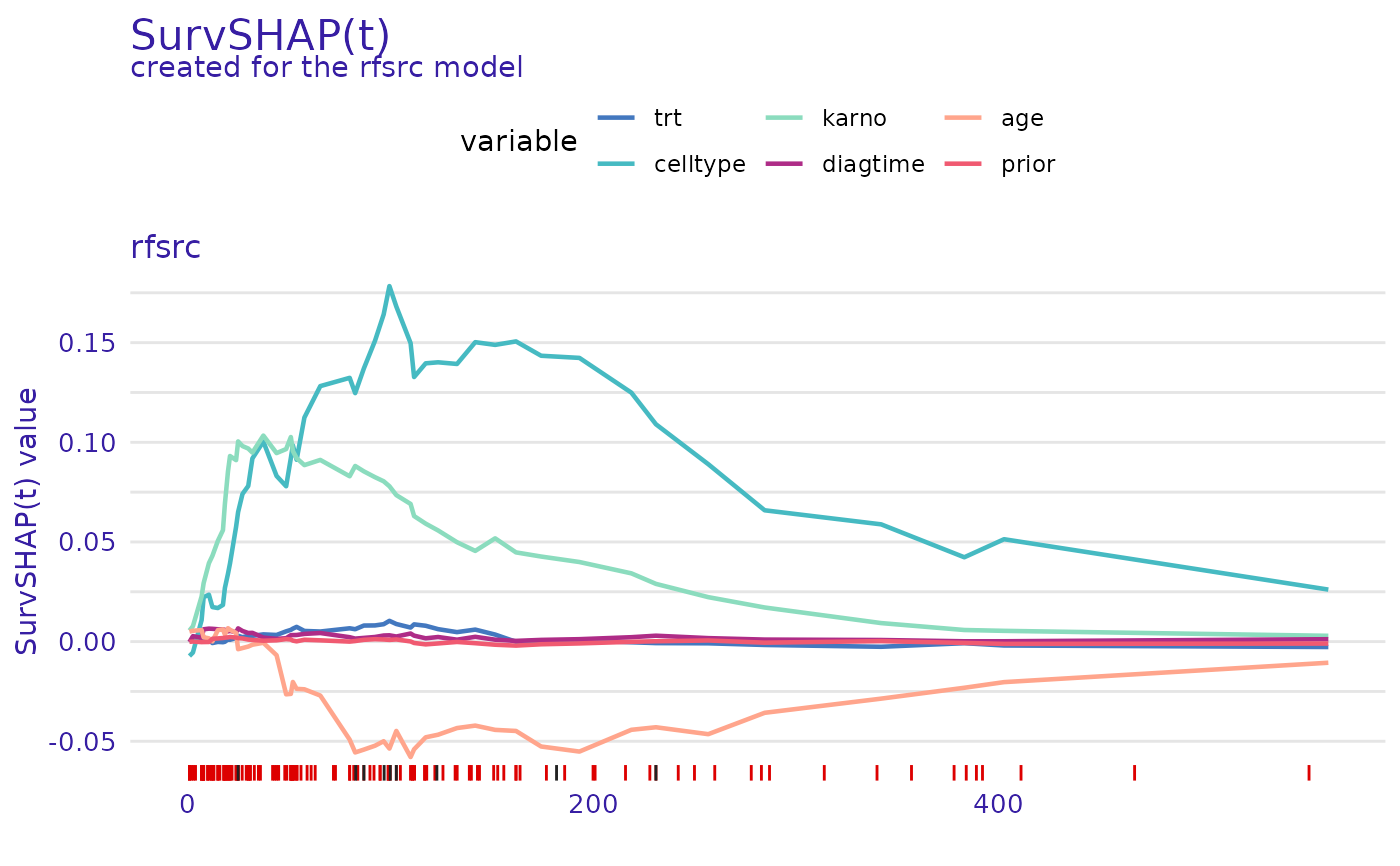 SurvSHAP(t)
created for the rfsrc model
variable
trt
karno
age
celltype
diagtime
prior
rfsrc
SurvSHAP(t) value
0.15
0.10
0.05
0.00
-0.05
0
200
400